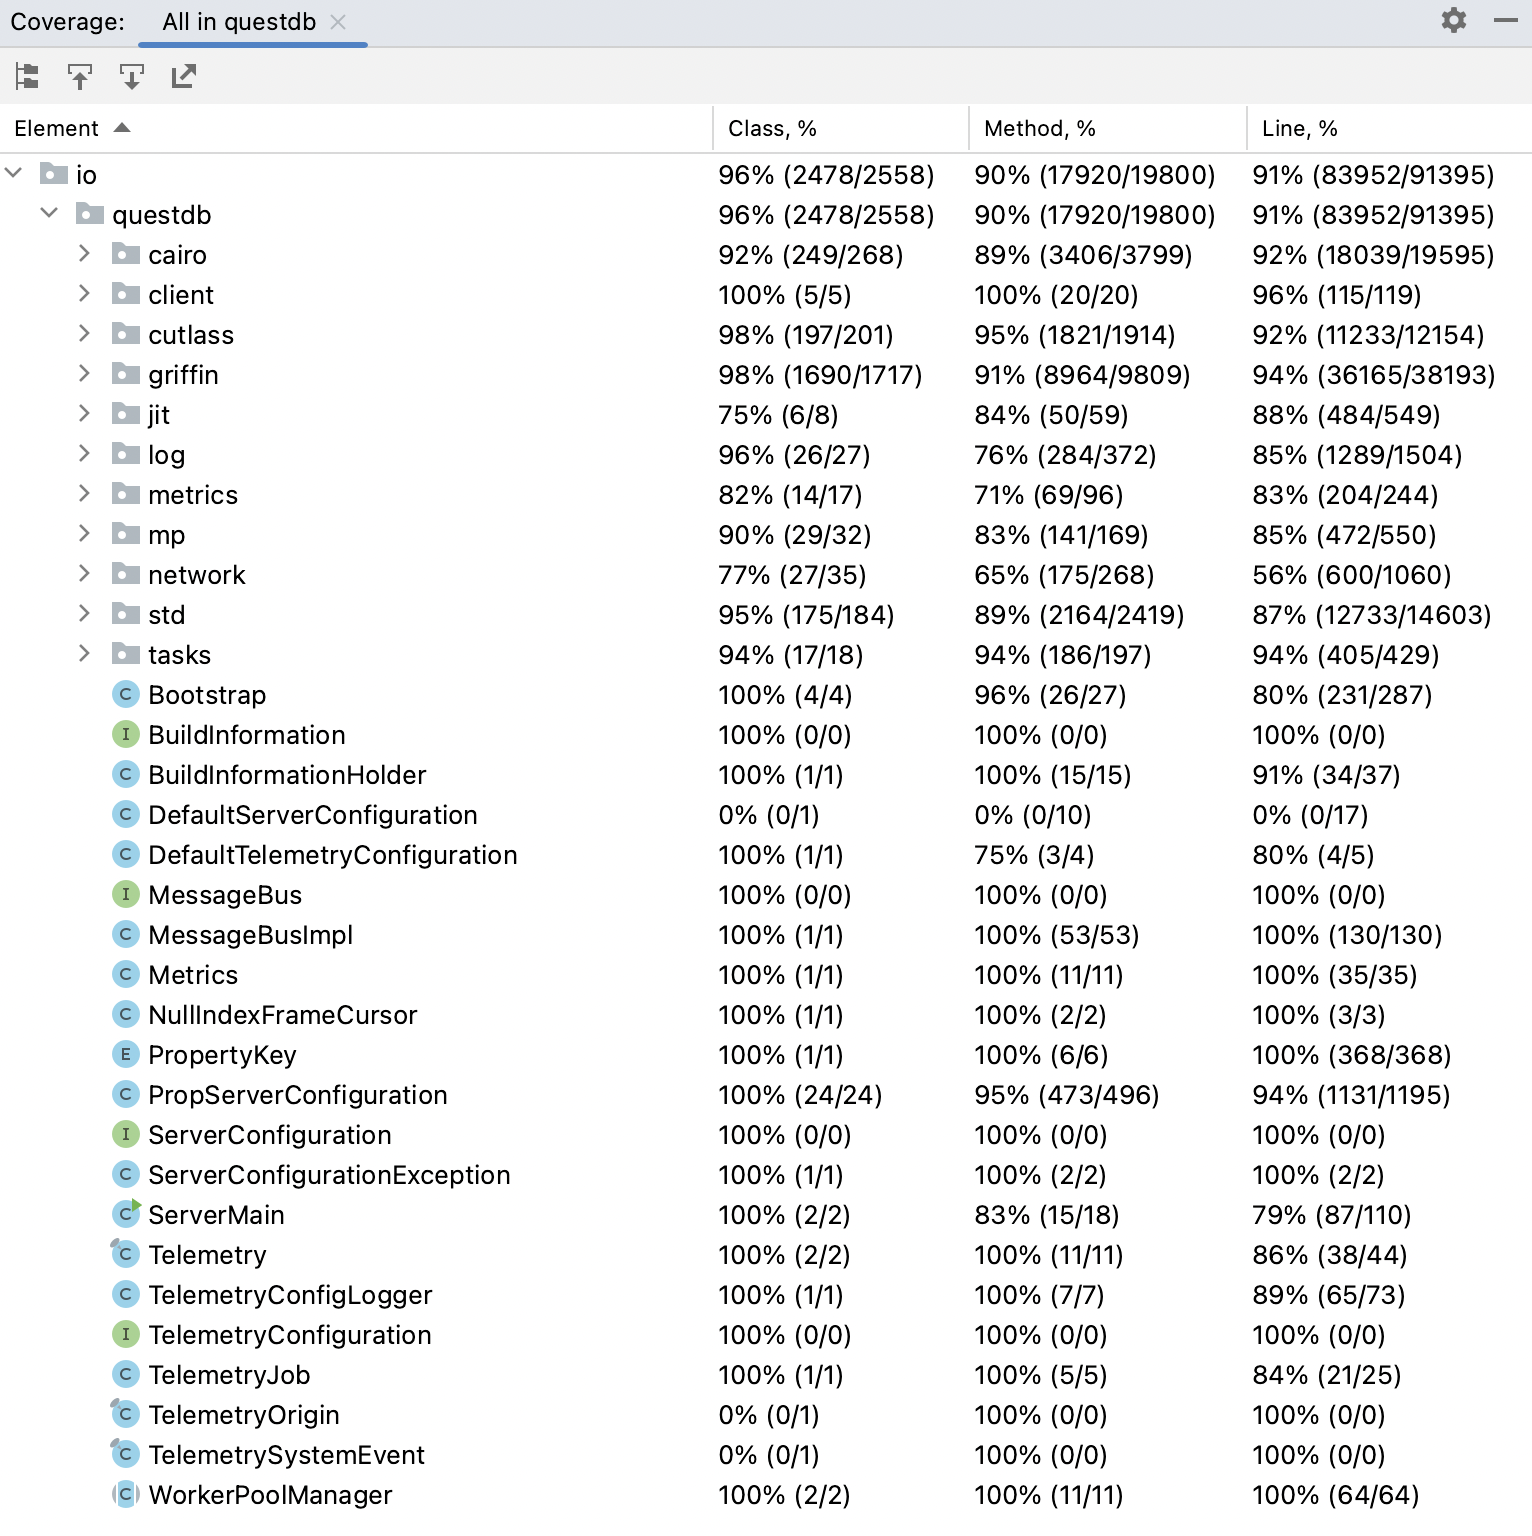 Coverage: All in questdb
Element Class, % Method, % Line, %
io 96% (2478/2558) 90% (17920/19800) 91% (83952/91395)
questdb 96% (2478/2558) 90% (17920/19800) 91% (83952/91395)
cairo 92% (249/268) 89% (3406/3799) 92% (18039/19595)
client 100% (5/5) 100% (20/20) 96% (115/119)
cutlass 98% (197/201) 95% (1821/1914) 92% (11233/12154)
griffin 98% (1690/1717) 91% (8964/9809) 94% (36165/38193)
jit 75% (6/8) 84% (50/59) 88% (484/549)
log 96% (26/27) 76% (284/372) 85% (1289/1504)
metrics 82% (14/17) 71% (69/96) 83% (204/244)
mp 90% (29/32) 83% (141/169) 85% (472/550)
network 77% (27/35) 65% (175/268) 56% (600/1060)
std 95% (175/184) 89% (2164/2419) 87% (12733/14603)
tasks 94% (17/18) 94% (186/197) 94% (405/429)
C Bootstrap 100% (4/4) 96% (26/27) 80% (231/287)
I BuildInformation 100% (0/0) 100% (0/0) 100% (0/0)
C BuildInformationHolder 100% (1/1) 100% (15/15) 91% (34/37)
C DefaultServerConfiguration 0% (0/1) 0% (0/10) 0% (0/17)
C DefaultTelemetryConfiguration 100% (1/1) 75% (3/4) 80% (4/5)
I MessageBus 100% (0/0) 100% (0/0) 100% (0/0)
C MessageBusImpl 100% (1/1) 100% (53/53) 100% (130/130)
C Metrics 100% (1/1) 100% (11/11) 100% (35/35)
C NullIndexFrameCursor 100% (1/1) 100% (2/2) 100% (3/3)
E PropertyKey 100% (1/1) 100% (6/6) 100% (368/368)
C PropServerConfiguration 100% (24/24) 95% (473/496) 94% (1131/1195)
I ServerConfiguration 100% (0/0) 100% (0/0) 100% (0/0)
C ServerConfigurationException 100% (1/1) 100% (2/2) 100% (2/2)
C ServerMain 100% (2/2) 83% (15/18) 79% (87/110)
C Telemetry 100% (2/2) 100% (11/11) 86% (38/44)
C TelemetryConfigLogger 100% (1/1) 100% (7/7) 89% (65/73)
I TelemetryConfiguration 100% (0/0) 100% (0/0) 100% (0/0)
C TelemetryJob 100% (1/1) 100% (5/5) 84% (21/25)
C TelemetryOrigin 0% (0/1) 100% (0/0) 100% (0/0)
C TelemetrySystemEvent 0% (0/1) 100% (0/0) 100% (0/0)
C WorkerPoolManager 100% (2/2) 100% (11/11) 100% (64/64)